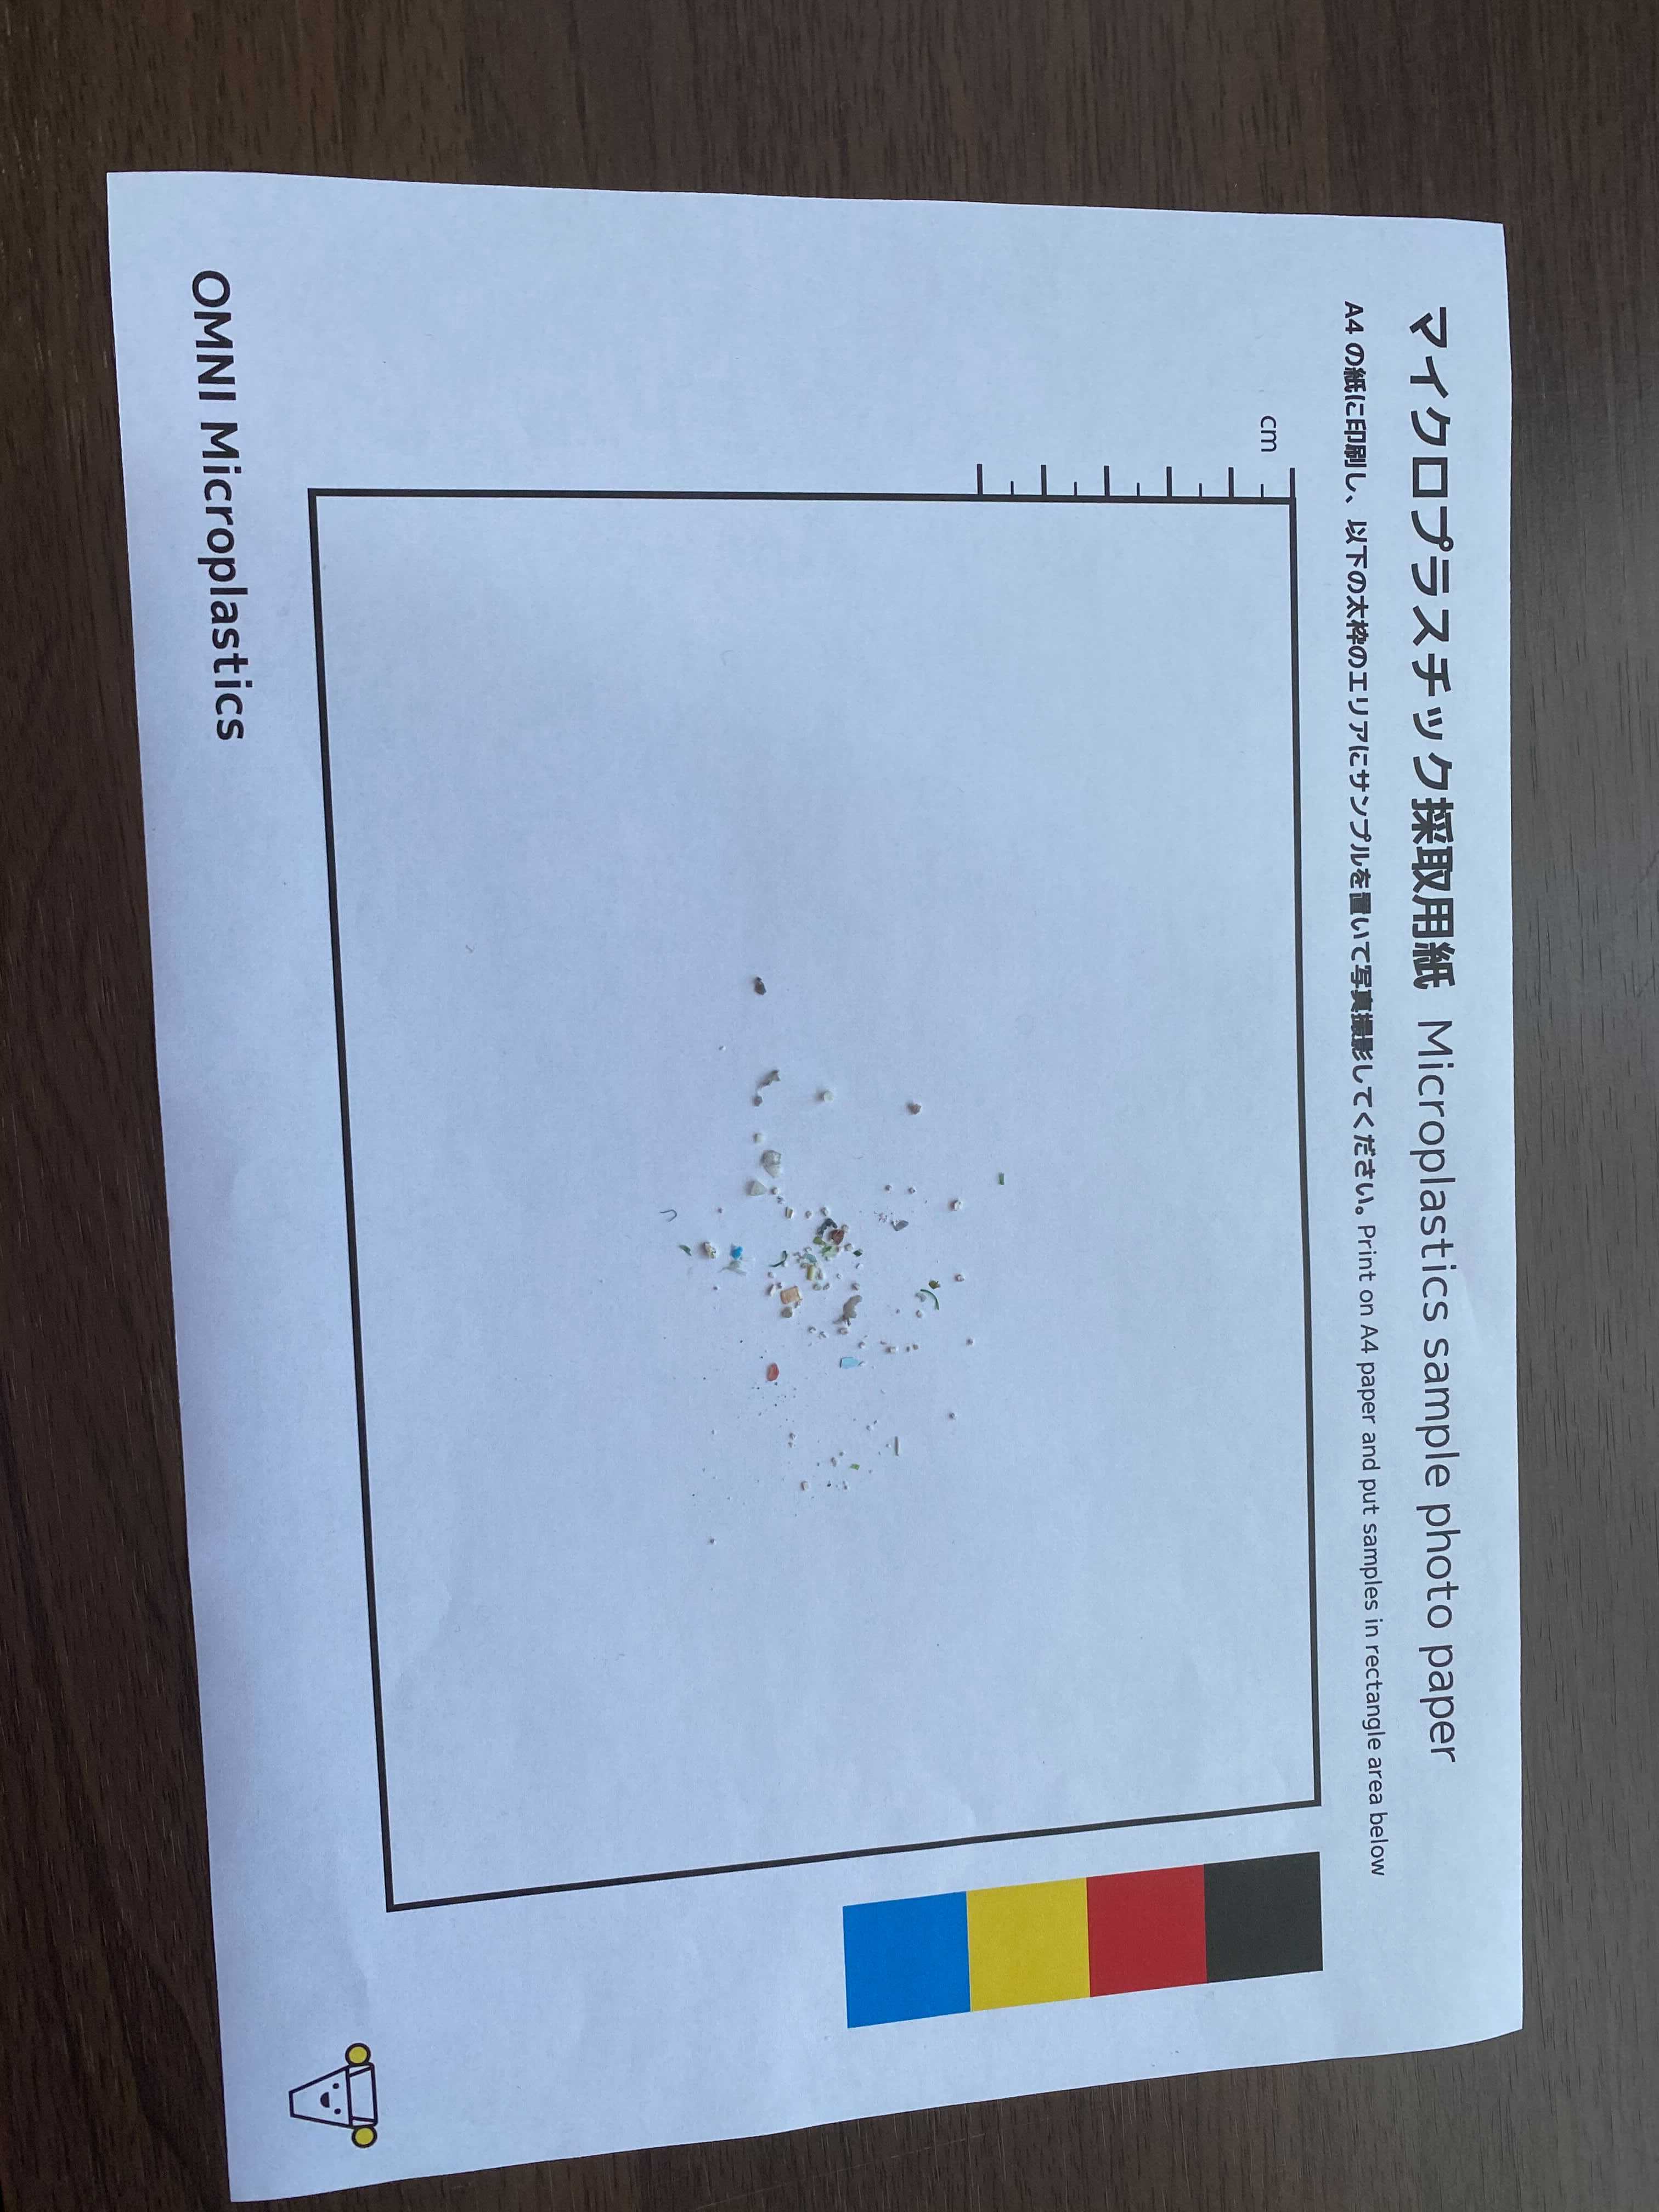 マイクロプラスチック採取用紙 Microplastics sample photo paper
A4 の紙に印刷し、以下の太枠のエリアにサンプルを置いて写真撮影してください。Print on A4 paper and put samples in rectangle area below
cm
OMNI Microplastics